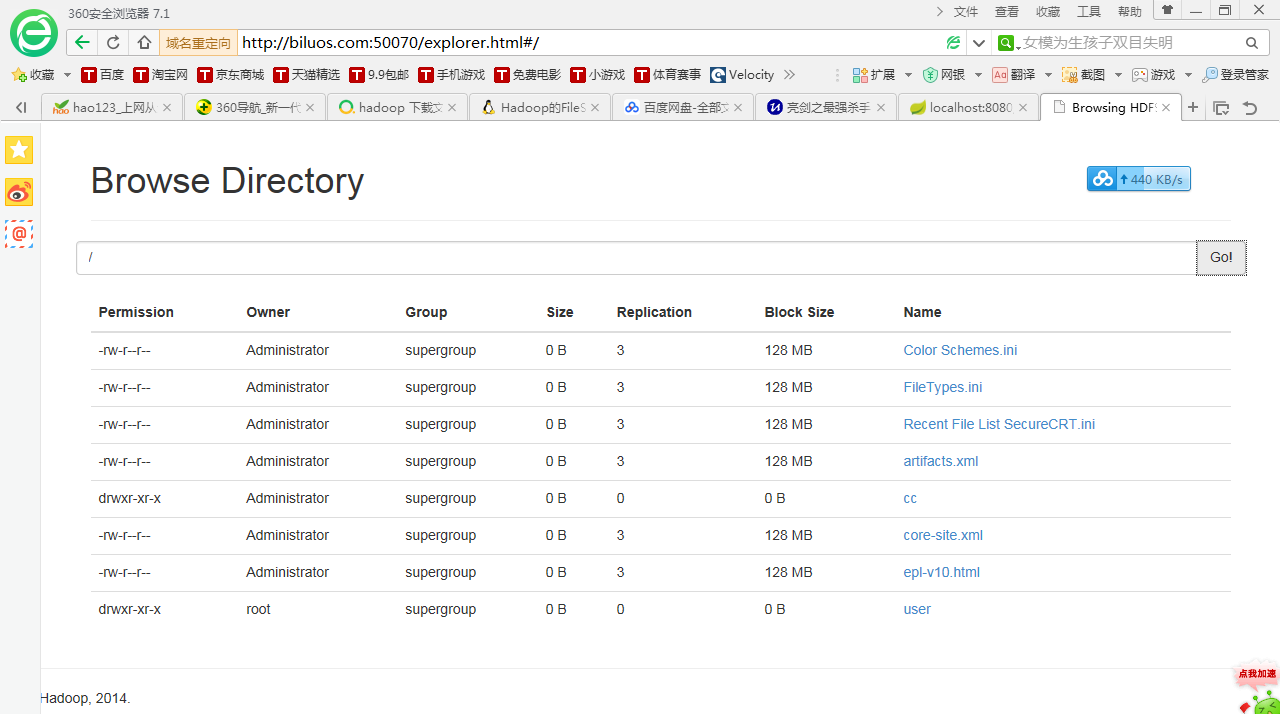 360安全浏览器 7.1
文件 查看 收藏 工具 帮助
域名重定向 http://biluos.com:50070/explorer.html#/ 女模为生孩子双目失明
收藏 百度 淘宝网 京东商城 天猫精选 9.9包邮 手机游戏 免费电影 小游戏 体育赛事 Velocity 扩展 网银 翻译 截图 游戏 登录管家
hao123_上网从 360导航_新一代 hadoop 下载文 Hadoop的FileS 百度网盘-全部文 亮剑之最强杀手 localhost:8080 Browsing HDFS
Browse Directory
440 KB/s
/ Go!
Permission Owner Group Size Replication Block Size Name
-rw-r--r-- Administrator supergroup 0 B 3 128 MB Color Schemes.ini
-rw-r--r-- Administrator supergroup 0 B 3 128 MB FileTypes.ini
-rw-r--r-- Administrator supergroup 0 B 3 128 MB Recent File List SecureCRT.ini
-rw-r--r-- Administrator supergroup 0 B 3 128 MB artifacts.xml
drwxr-xr-x Administrator supergroup 0 B 0 0 B cc
-rw-r--r-- Administrator supergroup 0 B 3 128 MB core-site.xml
-rw-r--r-- Administrator supergroup 0 B 3 128 MB epl-v10.html
drwxr-xr-x root supergroup 0 B 0 0 B user
点我加速
Hadoop, 2014.